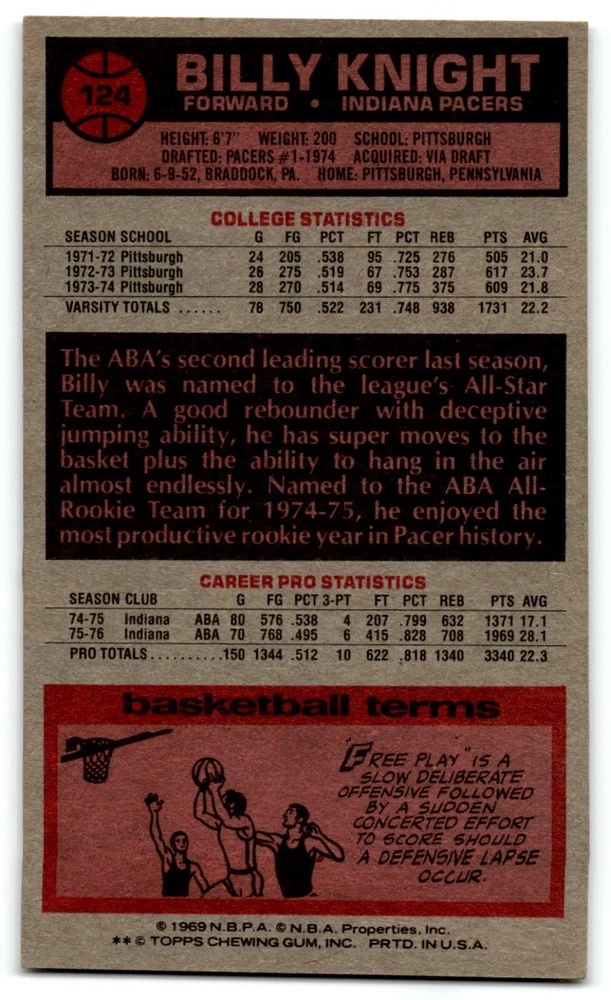 124
BILLY KNIGHT
FORWARD • INDIANA PACERS
HEIGHT: 6'7" WEIGHT: 200 SCHOOL: PITTSBURGH
DRAFTED: PACERS #1-1974 ACQUIRED: VIA DRAFT
BORN: 6-9-52, BRADDOCK, PA. HOME: PITTSBURGH, PENNSYLVANIA
COLLEGE STATISTICS
SEASON SCHOOL G FG PCT FT PCT REB PTS AVG
1971-72 Pittsburgh 24 205 .538 95 .725 276 505 21.0
1972-73 Pittsburgh 26 275 .519 67 .753 287 617 23.7
1973-74 Pittsburgh 28 270 .514 69 .775 375 609 21.8
VARSITY TOTALS ...... 78 750 .522 231 .748 938 1731 22.2
The ABA's second leading scorer last season,
Billy was named to the league's All-Star
Team. A good rebounder with deceptive
jumping ability, he has super moves to the
basket plus the ability to hang in the air
almost endlessly. Named to the ABA All-
Rookie Team for 1974-75, he enjoyed the
most productive rookie year in Pacer history.
CAREER PRO STATISTICS
SEASON CLUB G FG PCT 3-PT FT PCT REB PTS AVG
74-75 Indiana ABA 80 576 .538 4 207 .799 632 1371 17.1
75-76 Indiana ABA 70 768 .495 6 415 .828 708 1969 28.1
PRO TOTALS.......... 150 1344 .512 10 622 .818 1340 3340 22.3
basketball terms
"FREE PLAY" IS A
SLOW DELIBERATE
OFFENSIVE FOLLOWED
BY A SUDDEN
CONCERTED EFFORT
TO SCORE SHOULD
A DEFENSIVE LAPSE
OCCUR.
© 1969 N.B.P.A. © N.B.A. Properties, Inc.
** © TOPPS CHEWING GUM, INC. PRTD. IN U.S.A.